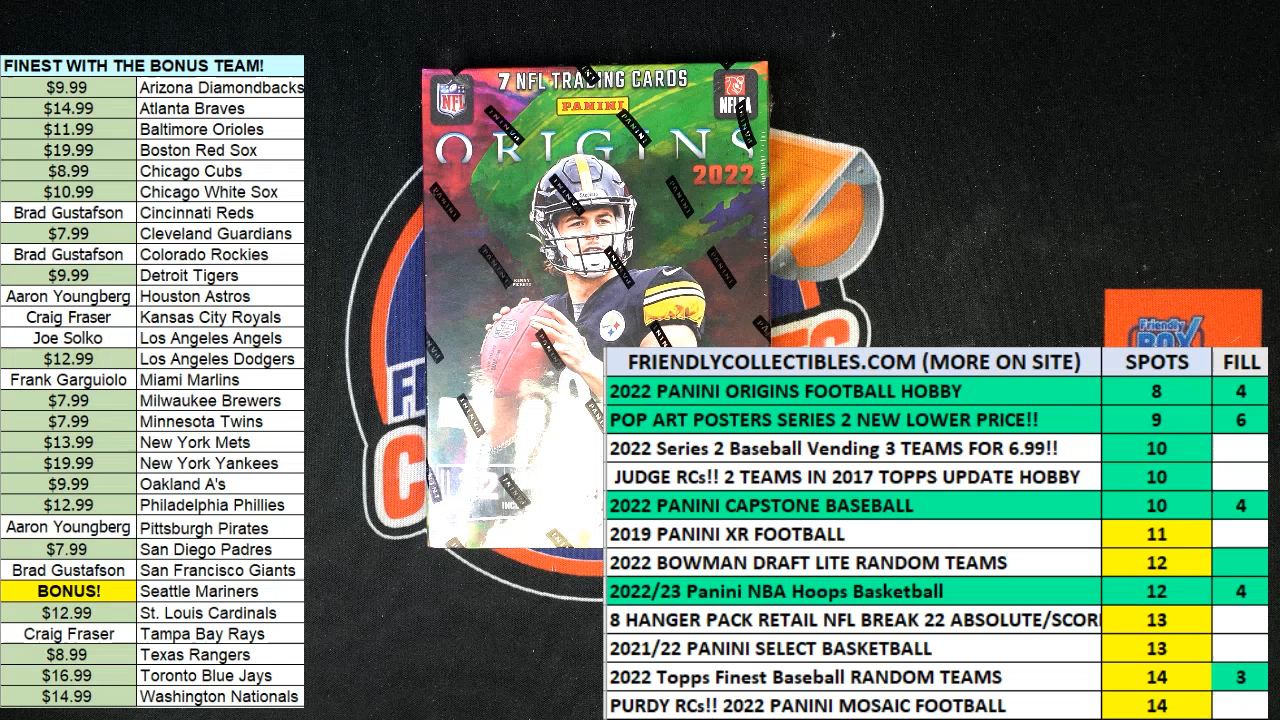 FINEST WITH THE BONUS TEAM!
$9.99 Arizona Diamondbacks
$14.99 Atlanta Braves
$11.99 Baltimore Orioles
$19.99 Boston Red Sox
$8.99 Chicago Cubs
$10.99 Chicago White Sox
Brad Gustafson Cincinnati Reds
$7.99 Cleveland Guardians
Brad Gustafson Colorado Rockies
$9.99 Detroit Tigers
Aaron Youngberg Houston Astros
Craig Fraser Kansas City Royals
Joe Solko Los Angeles Angels
$12.99 Los Angeles Dodgers
Frank Garguiolo Miami Marlins
$7.99 Milwaukee Brewers
$7.99 Minnesota Twins
$13.99 New York Mets
$19.99 New York Yankees
$9.99 Oakland A's
$12.99 Philadelphia Phillies
Aaron Youngberg Pittsburgh Pirates
$7.99 San Diego Padres
Brad Gustafson San Francisco Giants
BONUS! Seattle Mariners
$12.99 St. Louis Cardinals
Craig Fraser Tampa Bay Rays
$8.99 Texas Rangers
$16.99 Toronto Blue Jays
$14.99 Washington Nationals
7 NFL TRADING CARDS
NFL
PANINI
NFLPA
ORIGINS
2022
KENNY
PICKETT
Steelers
Friendly
BOX
FRIENDLYCOLLECTIBLES.COM (MORE ON SITE) SPOTS FILL
2022 PANINI ORIGINS FOOTBALL HOBBY 8 4
POP ART POSTERS SERIES 2 NEW LOWER PRICE!! 9 6
2022 Series 2 Baseball Vending 3 TEAMS FOR 6.99!! 10
JUDGE RCs!! 2 TEAMS IN 2017 TOPPS UPDATE HOBBY 10
2022 PANINI CAPSTONE BASEBALL 10 4
2019 PANINI XR FOOTBALL 11
2022 BOWMAN DRAFT LITE RANDOM TEAMS 12
2022/23 Panini NBA Hoops Basketball 12 4
8 HANGER PACK RETAIL NFL BREAK 22 ABSOLUTE/SCORE 13
2021/22 PANINI SELECT BASKETBALL 13
2022 Topps Finest Baseball RANDOM TEAMS 14 3
PURDY RCs!! 2022 PANINI MOSAIC FOOTBALL 14